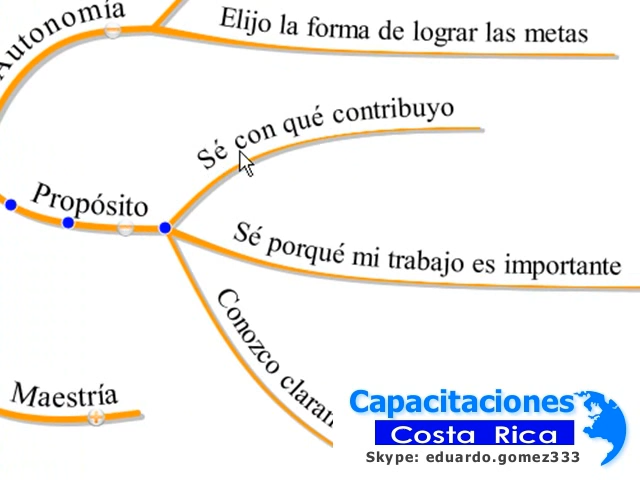 Autonomía
Elijo la forma de lograr las metas
Sé con qué contribuyo
Propósito
Sé porqué mi trabajo es importante
Conozco
Maestría
Capacitaciones
Costa Rica
Skype: eduardo.gomez333